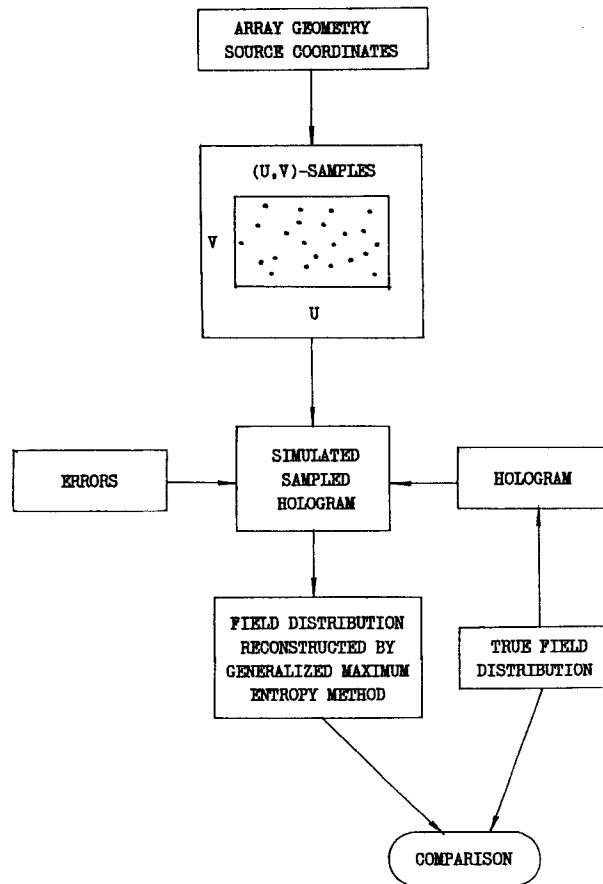 ARRAY GEOMETRY
SOURCE COORDINATES
(U,V)-SAMPLES
V
U
ERRORS
SIMULATED
SAMPLED
HOLOGRAM
HOLOGRAM
FIELD DISTRIBUTION
RECONSTRUCTED BY
GENERALIZED MAXIMUM
ENTROPY METHOD
TRUE FIELD
DISTRIBUTION
COMPARISON